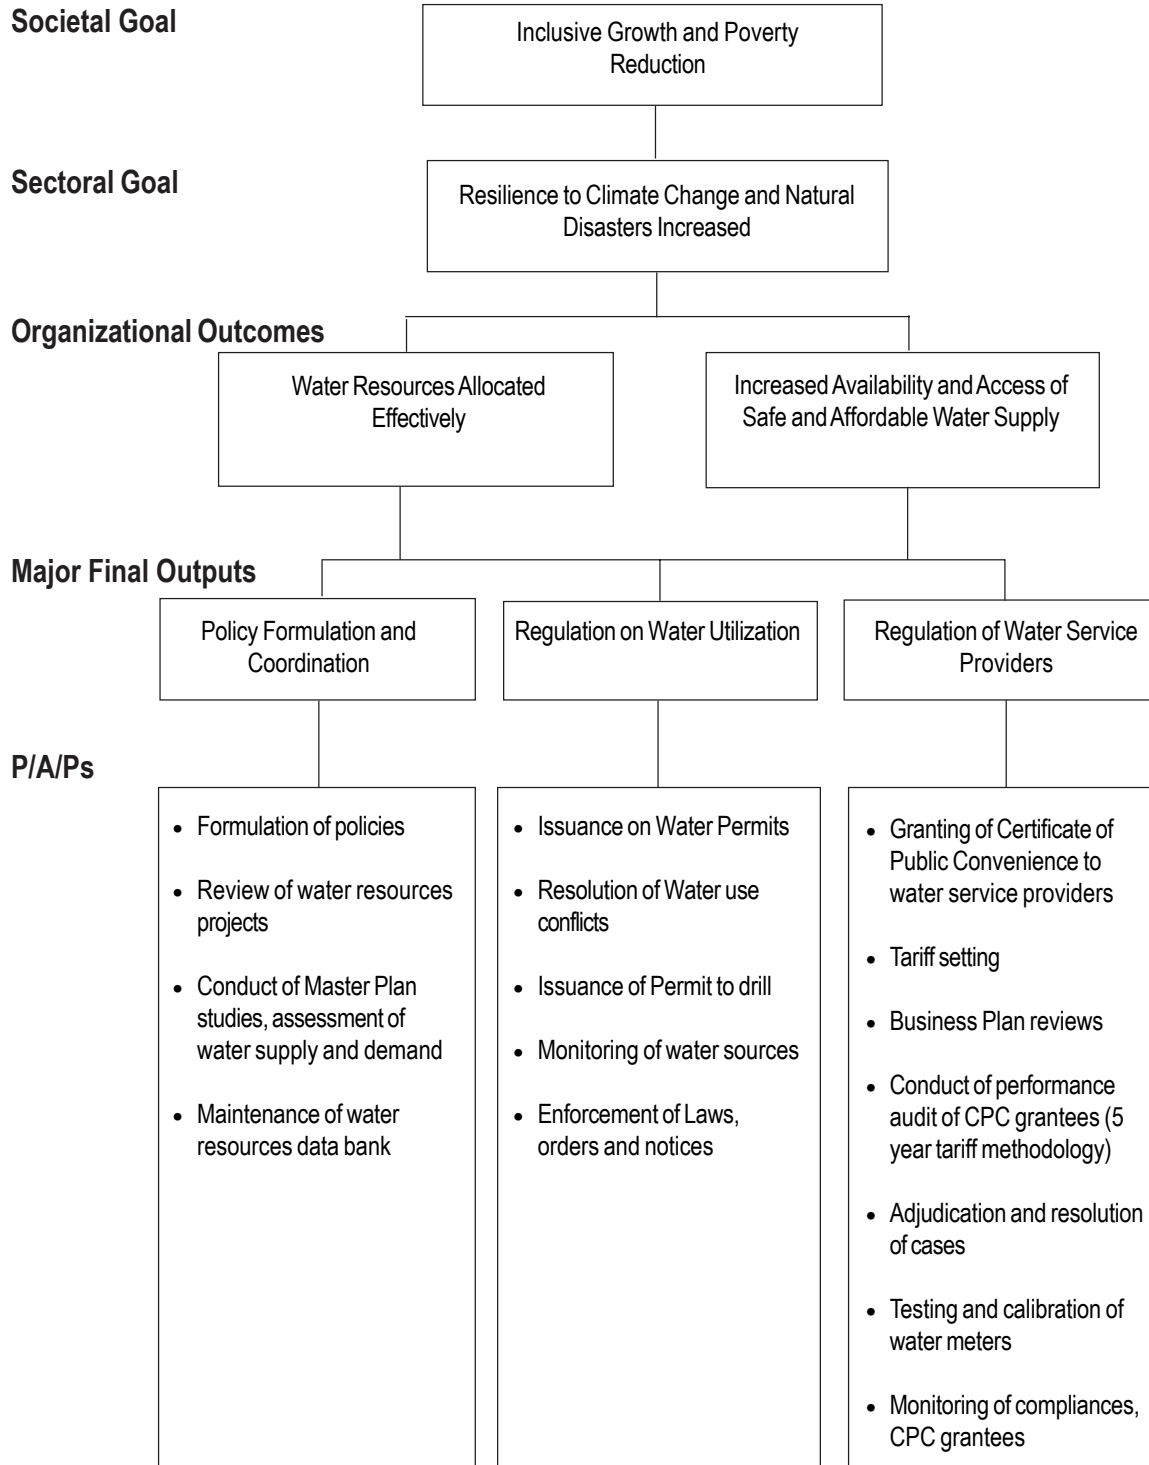 Societal Goal
Inclusive Growth and Poverty
Reduction
Sectoral Goal
Resilience to Climate Change and Natural
Disasters Increased
Organizational Outcomes
Water Resources Allocated
Effectively
Increased Availability and Access of
Safe and Affordable Water Supply
Major Final Outputs
Policy Formulation and
Coordination
Regulation on Water Utilization
Regulation of Water Service
Providers
P/A/Ps
• Formulation of policies
• Review of water resources
projects
• Conduct of Master Plan
studies, assessment of
water supply and demand
• Maintenance of water
resources data bank
• Issuance on Water Permits
• Resolution of Water use
conflicts
• Issuance of Permit to drill
• Monitoring of water sources
• Enforcement of Laws,
orders and notices
• Granting of Certificate of
Public Convenience to
water service providers
• Tariff setting
• Business Plan reviews
• Conduct of performance
audit of CPC grantees (5
year tariff methodology)
• Adjudication and resolution
of cases
• Testing and calibration of
water meters
• Monitoring of compliances,
CPC grantees